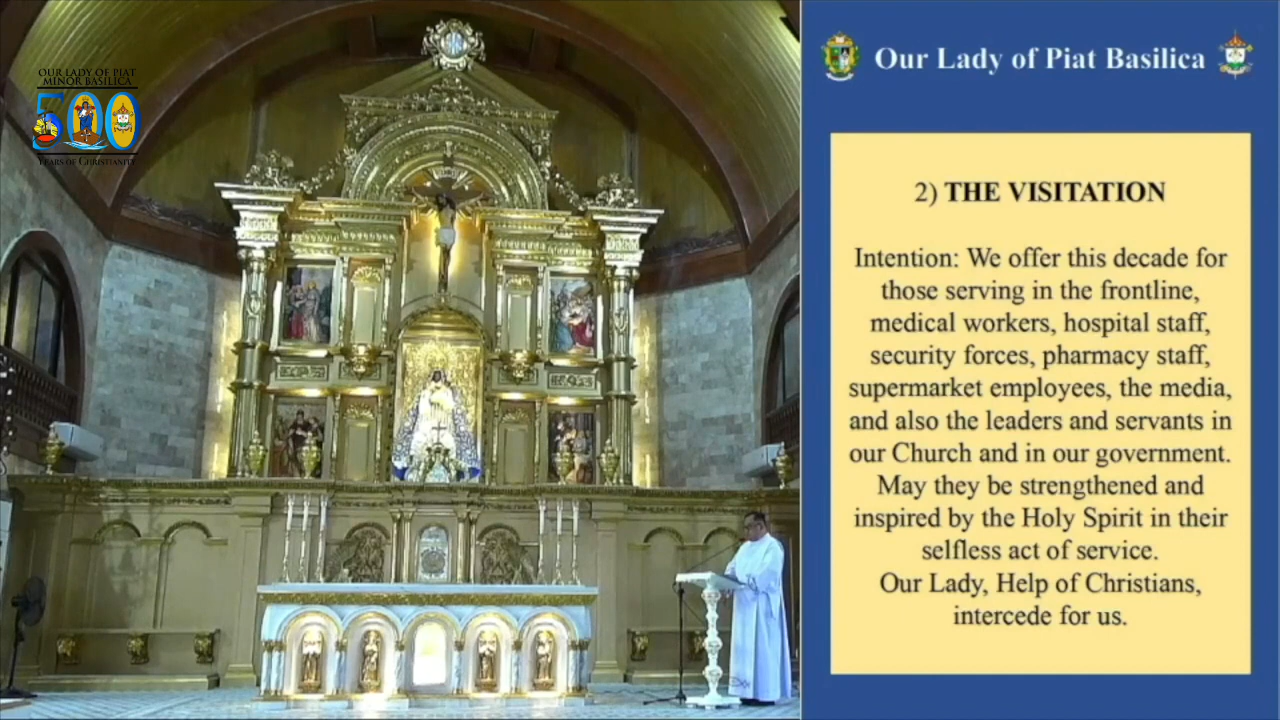 OUR LADY OF PIAT
MINOR BASILICA
500
YEARS OF CHRISTIANITY
Our Lady of Piat Basilica
2) THE VISITATION
Intention: We offer this decade for
those serving in the frontline,
medical workers, hospital staff,
security forces, pharmacy staff,
supermarket employees, the media,
and also the leaders and servants in
our Church and in our government.
May they be strengthened and
inspired by the Holy Spirit in their
selfless act of service.
Our Lady, Help of Christians,
intercede for us.